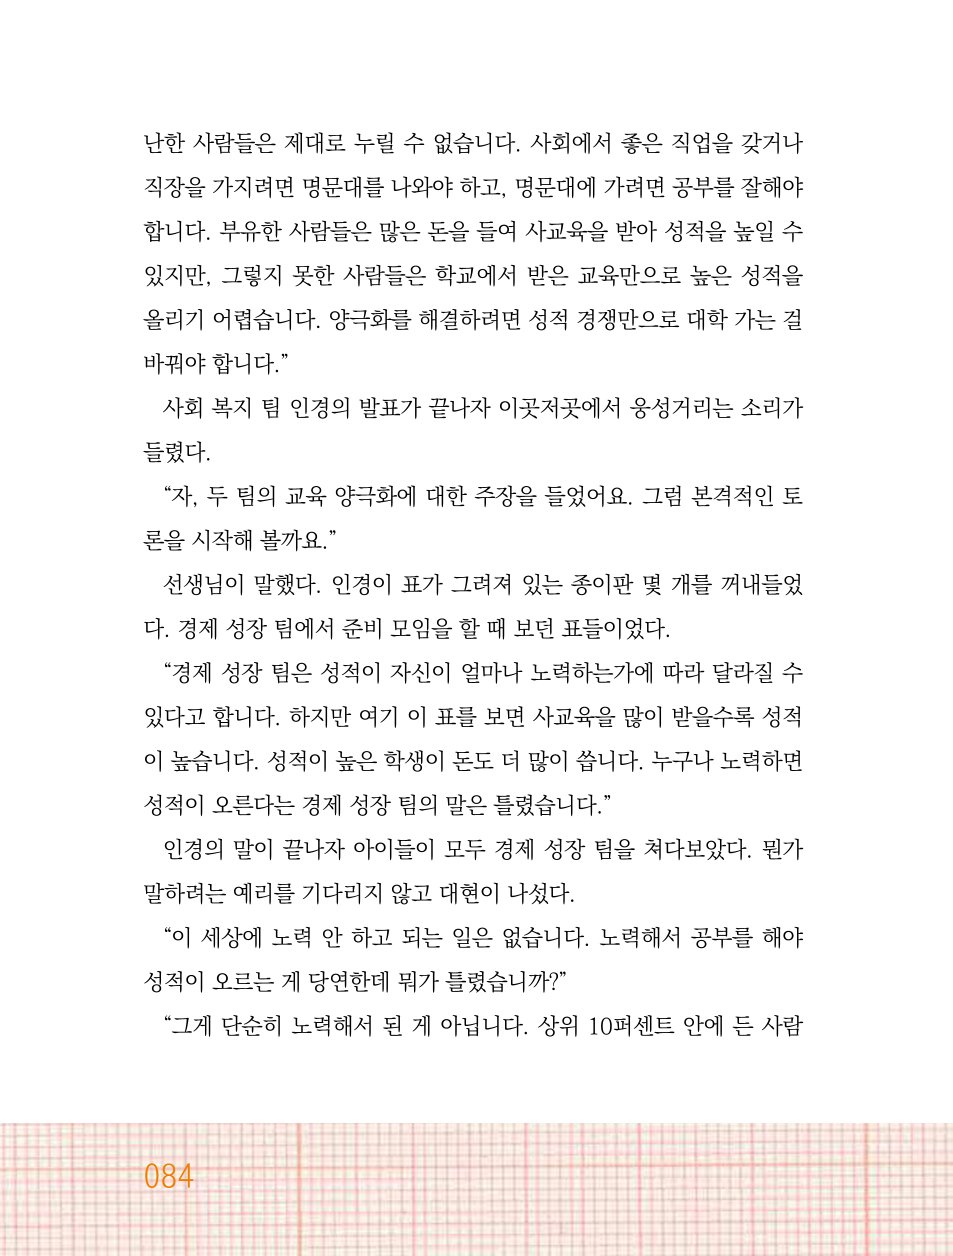 난한 사람들은 제대로 누릴 수 없습니다. 사회에서 좋은 직업을 갖거나
직장을 가지려면 명문대를 나와야 하고, 명문대에 가려면 공부를 잘해야
합니다. 부유한 사람들은 많은 돈을 들여 사교육을 받아 성적을 높일 수
있지만, 그렇지 못한 사람들은 학교에서 받은 교육만으로 높은 성적을
올리기 어렵습니다. 양극화를 해결하려면 성적 경쟁만으로 대학 가는 걸
바꿔야 합니다.”
사회 복지 팀 인경의 발표가 끝나자 이곳저곳에서 웅성거리는 소리가
들렸다.
“자, 두 팀의 교육 양극화에 대한 주장을 들었어요. 그럼 본격적인 토
론을 시작해 볼까요.”
선생님이 말했다. 인경이 표가 그려져 있는 종이판 몇 개를 꺼내들었
다. 경제 성장 팀에서 준비 모임을 할 때 보던 표들이었다.
“경제 성장 팀은 성적이 자신이 얼마나 노력하는가에 따라 달라질 수
있다고 합니다. 하지만 여기 이 표를 보면 사교육을 많이 받을수록 성적
이 높습니다. 성적이 높은 학생이 돈도 더 많이 씁니다. 누구나 노력하면
성적이 오른다는 경제 성장 팀의 말은 틀렸습니다.”
인경의 말이 끝나자 아이들이 모두 경제 성장 팀을 쳐다보았다. 뭔가
말하려는 예리를 기다리지 않고 대현이 나섰다.
“이 세상에 노력 안 하고 되는 일은 없습니다. 노력해서 공부를 해야
성적이 오르는 게 당연한데 뭐가 틀렸습니까?”
“그게 단순히 노력해서 된 게 아닙니다. 상위 10퍼센트 안에 든 사람
084